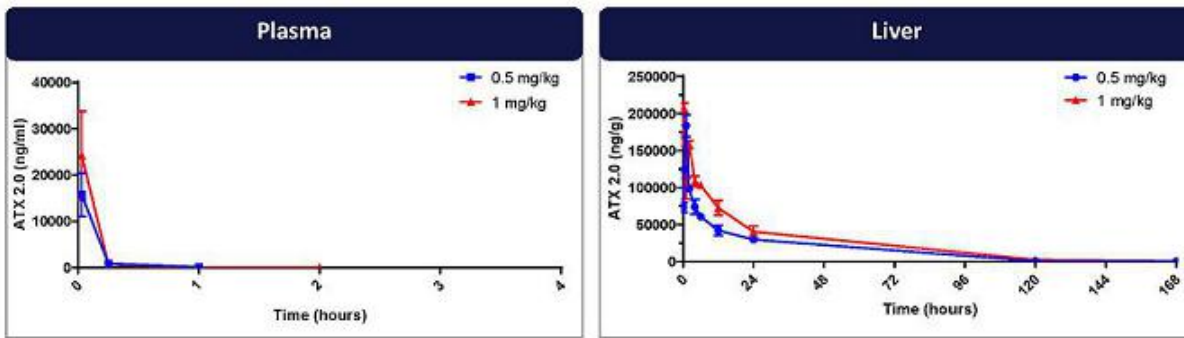 Plasma
0.5 mg/kg
1 mg/kg
ATX 2.0 (ng/ml)
40000
30000
20000
10000
0
0 1 2 3 4
Time (hours)
Liver
0.5 mg/kg
1 mg/kg
ATX 2.0 (ng/g)
250000
200000
150000
100000
50000
0
0 24 48 72 96 120 144 168
Time (hours)